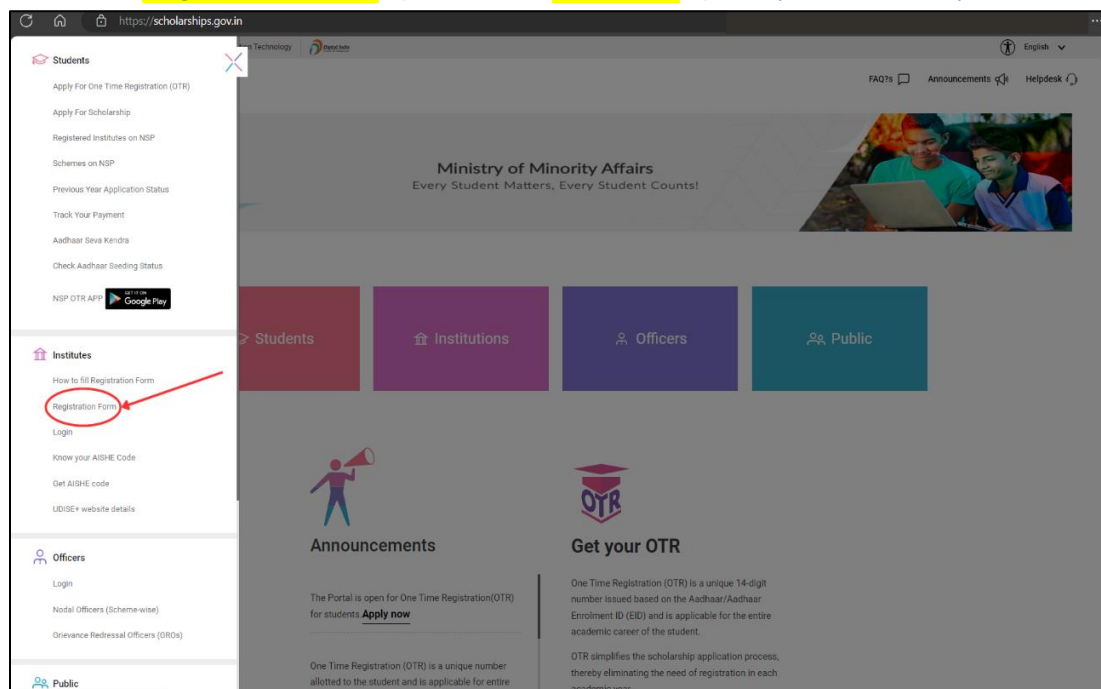 https://scholarships.gov.in
Technology
Digital India
English
Students
Apply For One Time Registration (OTR)
Apply For Scholarship
Registered Institutes on NSP
Schemes on NSP
Previous Year Application Status
Track Your Payment
Aadhaar Seva Kendra
Check Aadhaar Seeding Status
NSP OTR APP GET IT ON Google Play
Institutes
How to fill Registration Form
Registration Form
Login
Know your AISHE Code
Get AISHE code
UDISE+ website details
Officers
Login
Nodal Officers (Scheme-wise)
Grievance Redressal Officers (GROs)
Public
FAQ?s Announcements Helpdesk
Ministry of Minority Affairs
Every Student Matters, Every Student Counts!
Students Institutions Officers Public
Announcements
The Portal is open for One Time Registration(OTR)
for students. Apply now
One Time Registration (OTR) is a unique number
allotted to the student and is applicable for entire
OTR
Get your OTR
One Time Registration (OTR) is a unique 14-digit
number issued based on the Aadhaar/Aadhaar
Enrolment ID (EID) and is applicable for the entire
academic career of the student.
OTR simplifies the scholarship application process,
thereby eliminating the need of registration in each
academic year